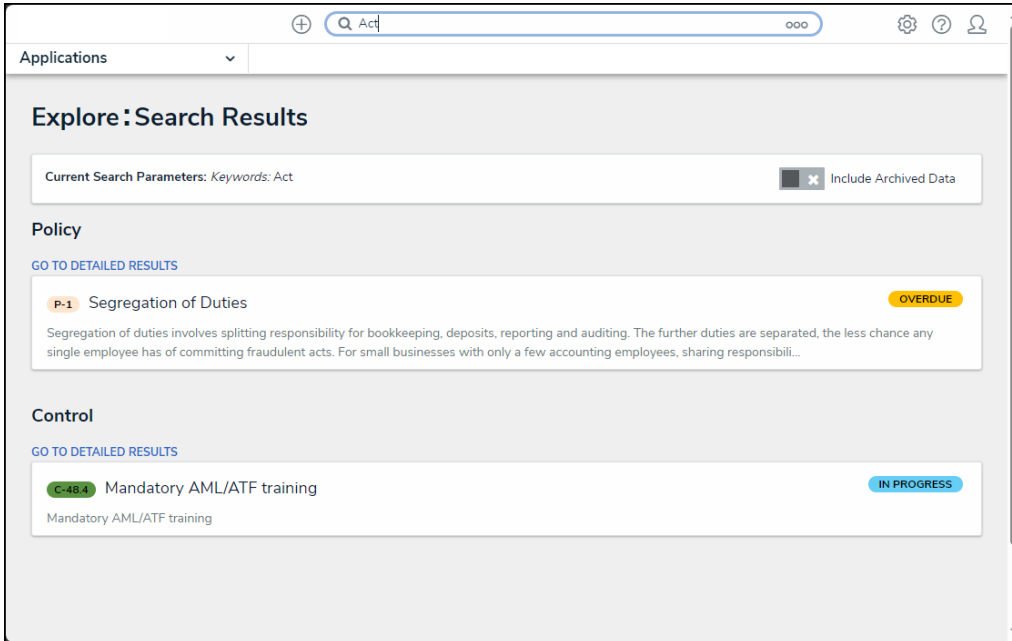 Act
Applications
Explore:Search Results
Current Search Parameters: Keywords: Act
Include Archived Data
Policy
GO TO DETAILED RESULTS
P-1 Segregation of Duties
OVERDUE
Segregation of duties involves splitting responsibility for bookkeeping, deposits, reporting and auditing. The further duties are separated, the less chance any
single employee has of committing fraudulent acts. For small businesses with only a few accounting employees, sharing responsibili...
Control
GO TO DETAILED RESULTS
C-48.4 Mandatory AML/ATF training
IN PROGRESS
Mandatory AML/ATF training